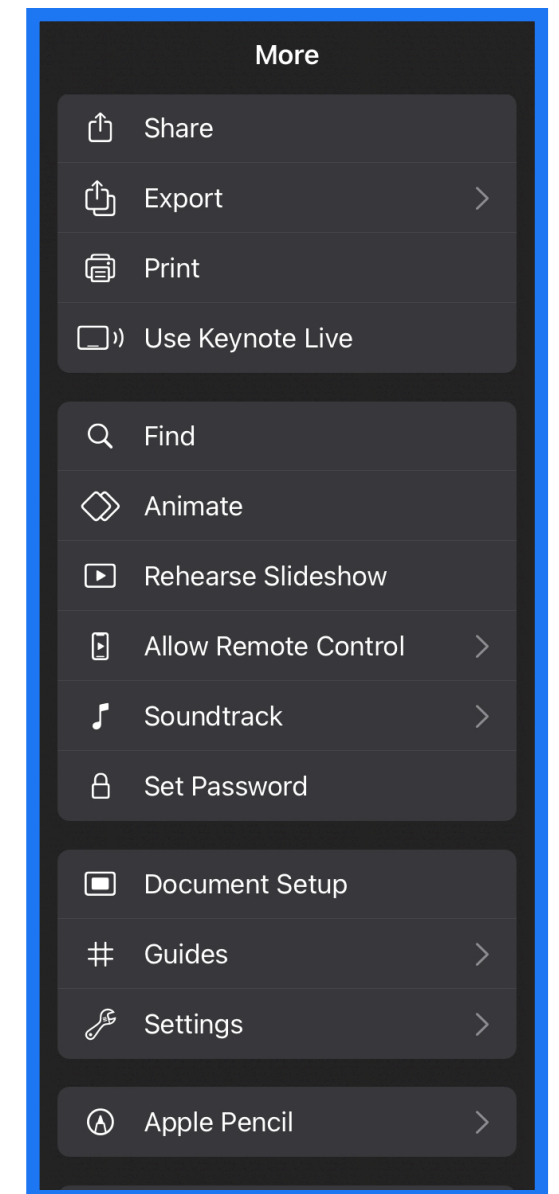 More
Share
Export
Print
Use Keynote Live
Find
Animate
Rehearse Slideshow
Allow Remote Control
Soundtrack
Set Password
Document Setup
Guides
Settings
Apple Pencil